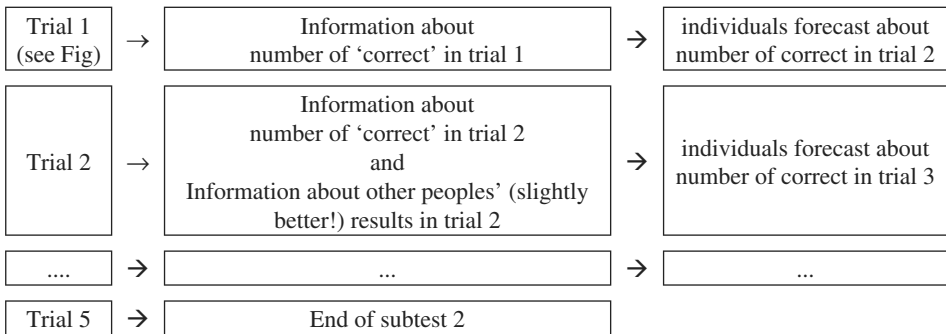 Trial 1
(see Fig)
→
Information about
number of ‘correct’ in trial 1
→
individuals forecast about
number of correct in trial 2
Trial 2
→
Information about
number of ‘correct’ in trial 2
and
Information about other peoples’ (slightly
better!) results in trial 2
→
individuals forecast about
number of correct in trial 3
....
→
...
→
...
Trial 5
→
End of subtest 2